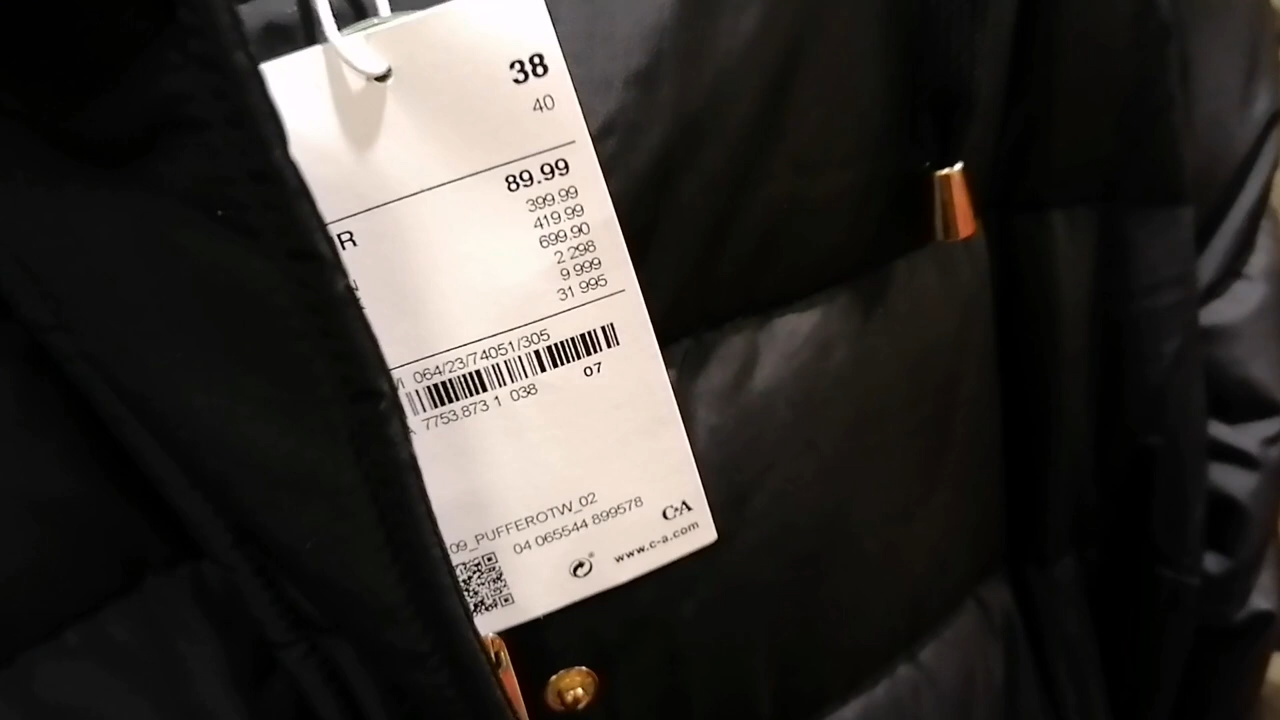 38
40
89.99
R
399.99
419.99
699.90
2 298
9 999
31 995
064/23/74051/305
07
7753.873 1 038
09_PUFFEROTW_02
04 065544 899578
C&A
www.c-a.com